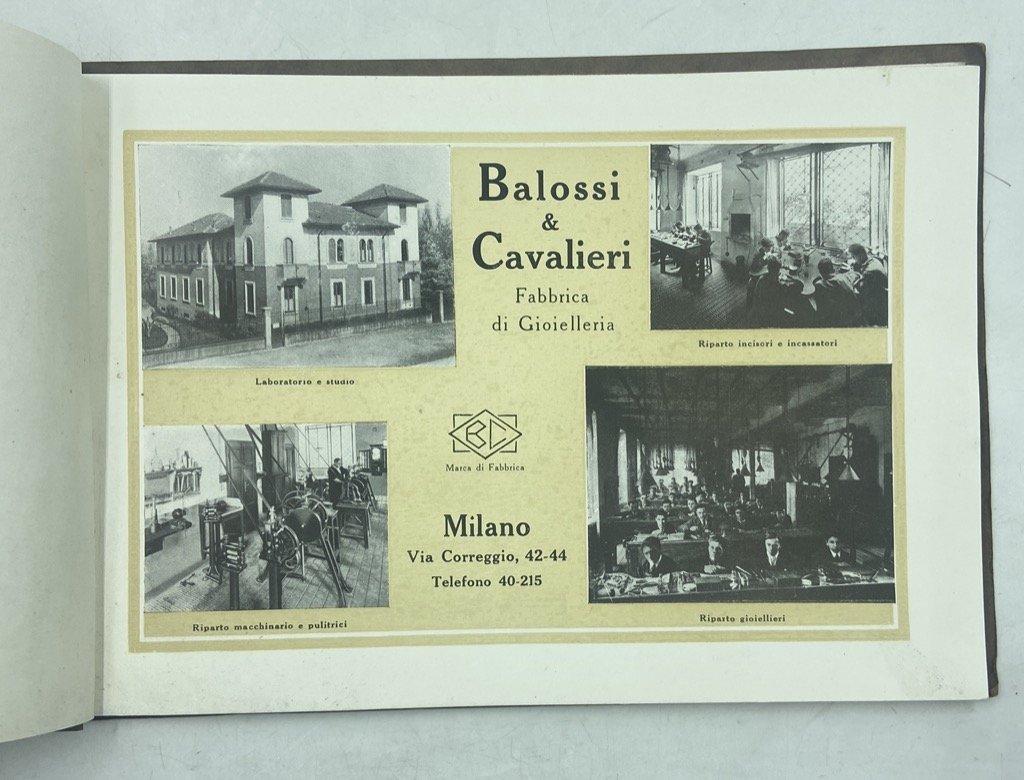 Balossi
&
Cavalieri
Fabbrica
di Gioielleria
Laboratorio e studio
Riparto incisori e incassatori
BC
Marca di Fabbrica
Milano
Via Correggio, 42-44
Telefono 40-215
Riparto macchinario e pulitrici
Riparto gioiellieri